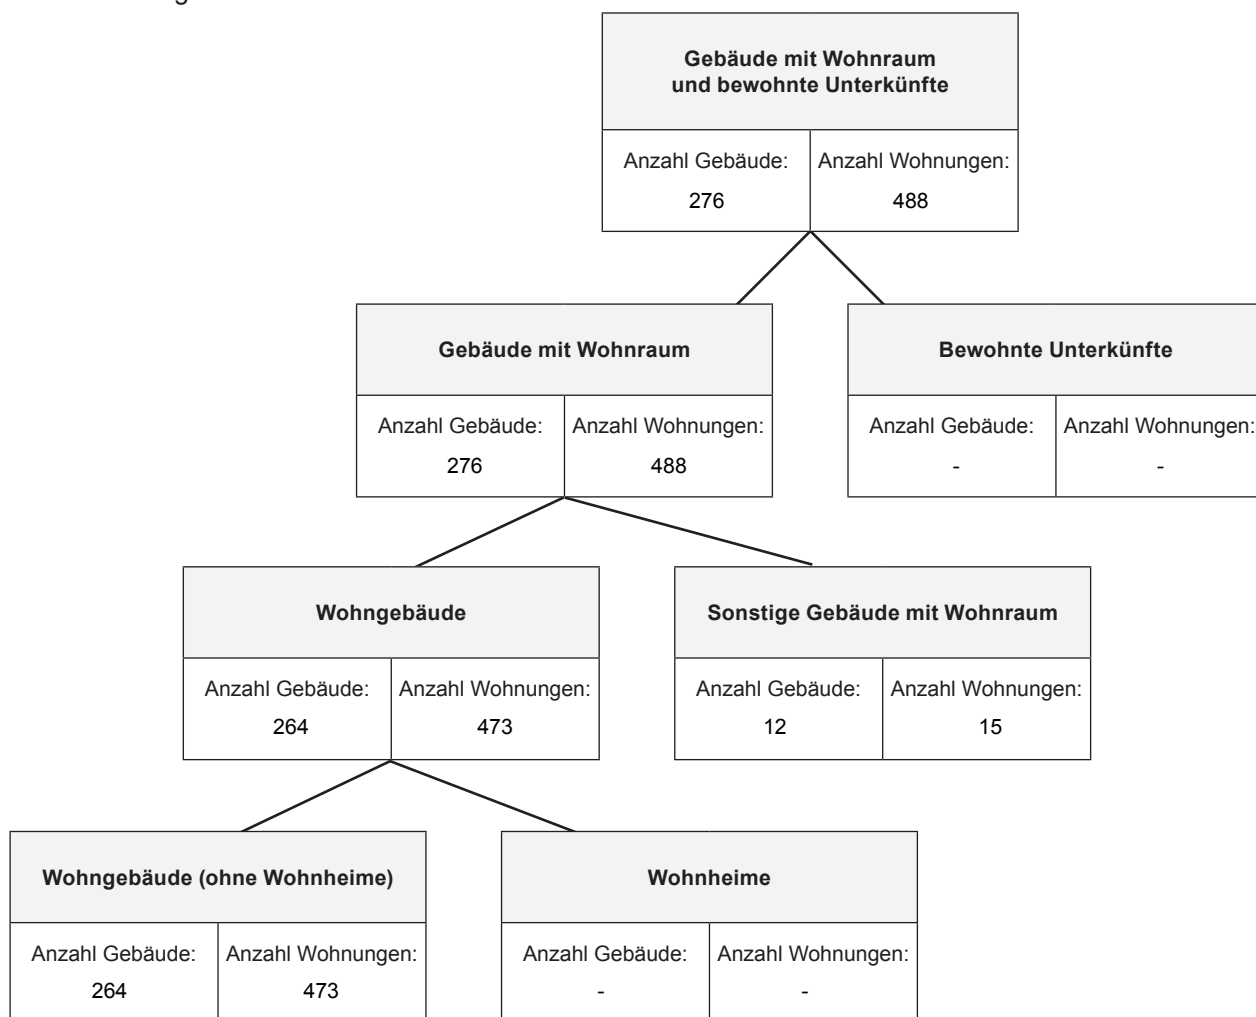 Gebäude mit Wohnraum
und bewohnte Unterkünfte
Anzahl Gebäude: Anzahl Wohnungen:
276 488
Gebäude mit Wohnraum
Anzahl Gebäude: Anzahl Wohnungen:
276 488
Bewohnte Unterkünfte
Anzahl Gebäude: Anzahl Wohnungen:
- -
Wohngebäude
Anzahl Gebäude: Anzahl Wohnungen:
264 473
Sonstige Gebäude mit Wohnraum
Anzahl Gebäude: Anzahl Wohnungen:
12 15
Wohngebäude (ohne Wohnheime)
Anzahl Gebäude: Anzahl Wohnungen:
264 473
Wohnheime
Anzahl Gebäude: Anzahl Wohnungen:
- -